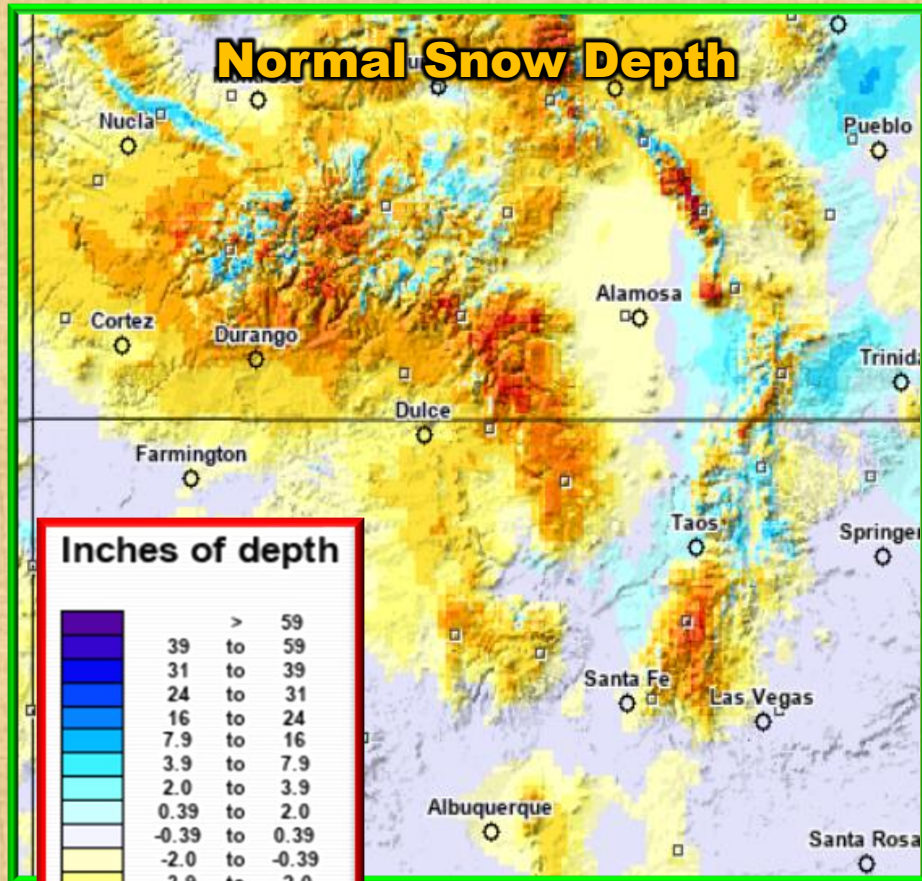 Normal Snow Depth
Nucla
Pueblo
Alamosa
Cortez
Durango
Trinid
Dulce
Farmington
Taos
Springer
Inches of depth
> 59
39 to 59
31 to 39
24 to 31
16 to 24
7.9 to 16
3.9 to 7.9
2.0 to 3.9
0.39 to 2.0
-0.39 to 0.39
-2.0 to -0.39
Santa Fe
Las Vegas
Albuquerque
Santa Rosa